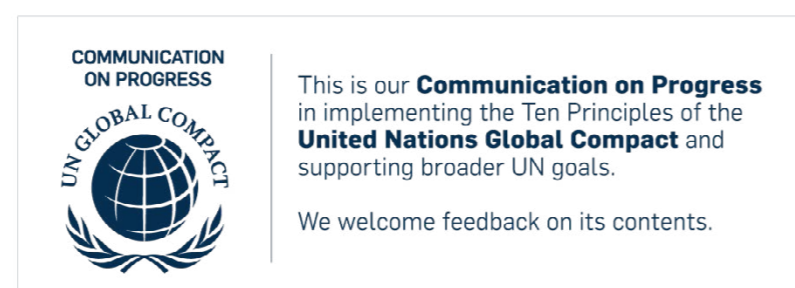 COMMUNICATION
ON PROGRESS
UN GLOBAL COMPACT
This is our Communication on Progress
in implementing the Ten Principles of the
United Nations Global Compact and
supporting broader UN goals.
We welcome feedback on its contents.